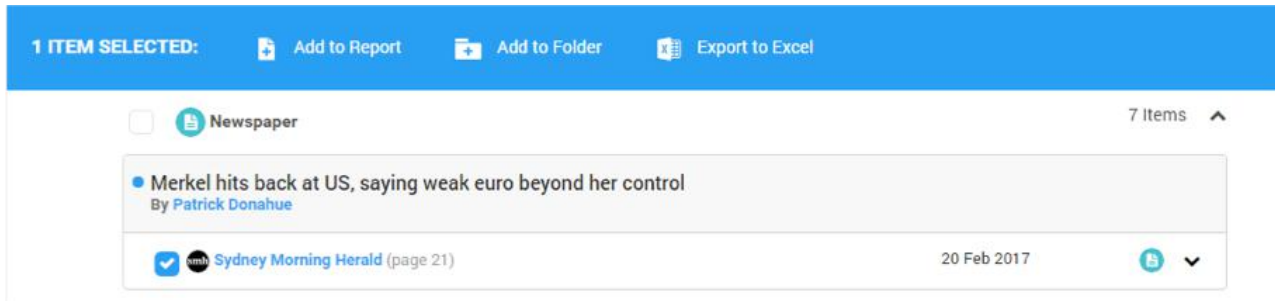 1 ITEM SELECTED: Add to Report Add to Folder Export to Excel
Newspaper 7 Items
Merkel hits back at US, saying weak euro beyond her control
By Patrick Donahue
smh Sydney Morning Herald (page 21) 20 Feb 2017